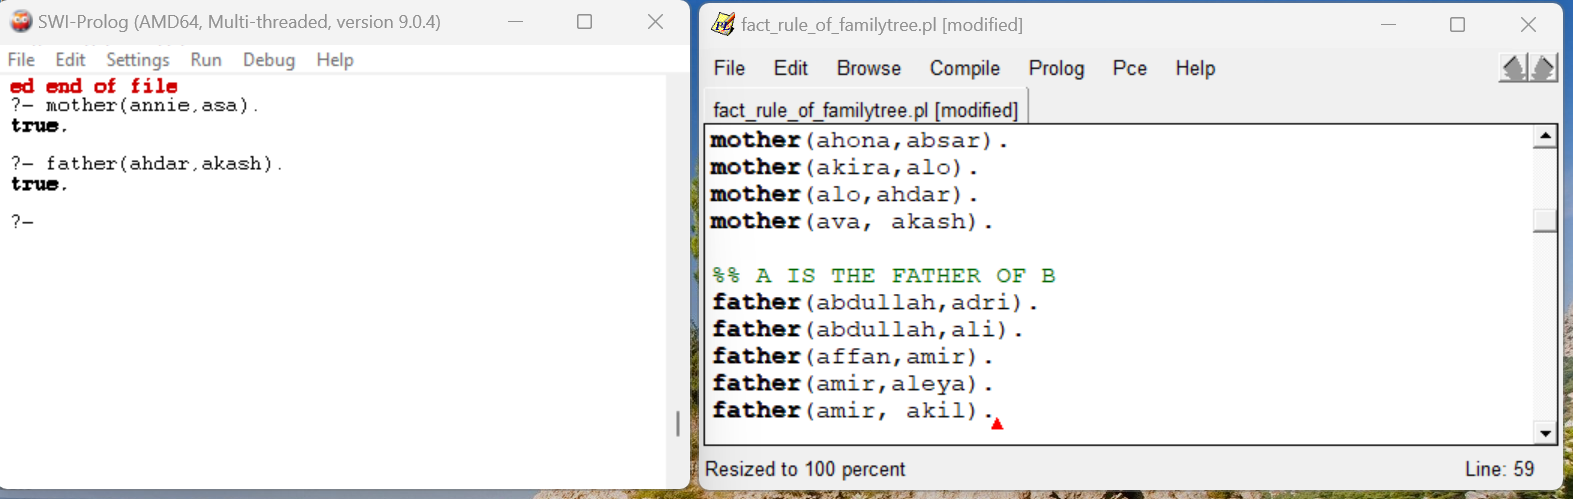 SWI-Prolog (AMD64, Multi-threaded, version 9.0.4)
File Edit Settings Run Debug Help
ed end of file
?- mother(annie,asa).
true.
?- father(ahdar,akash).
true.
?-
fact_rule_of_familytree.pl [modified]
File Edit Browse Compile Prolog Pce Help
fact_rule_of_familytree.pl [modified]
mother(ahona,absar).
mother(akira,alo).
mother(alo,ahdar).
mother(ava, akash).
%% A IS THE FATHER OF B
father(abdullah,adri).
father(abdullah,ali).
father(affan,amir).
father(amir,aleya).
father(amir, akil).
Resized to 100 percent
Line: 59